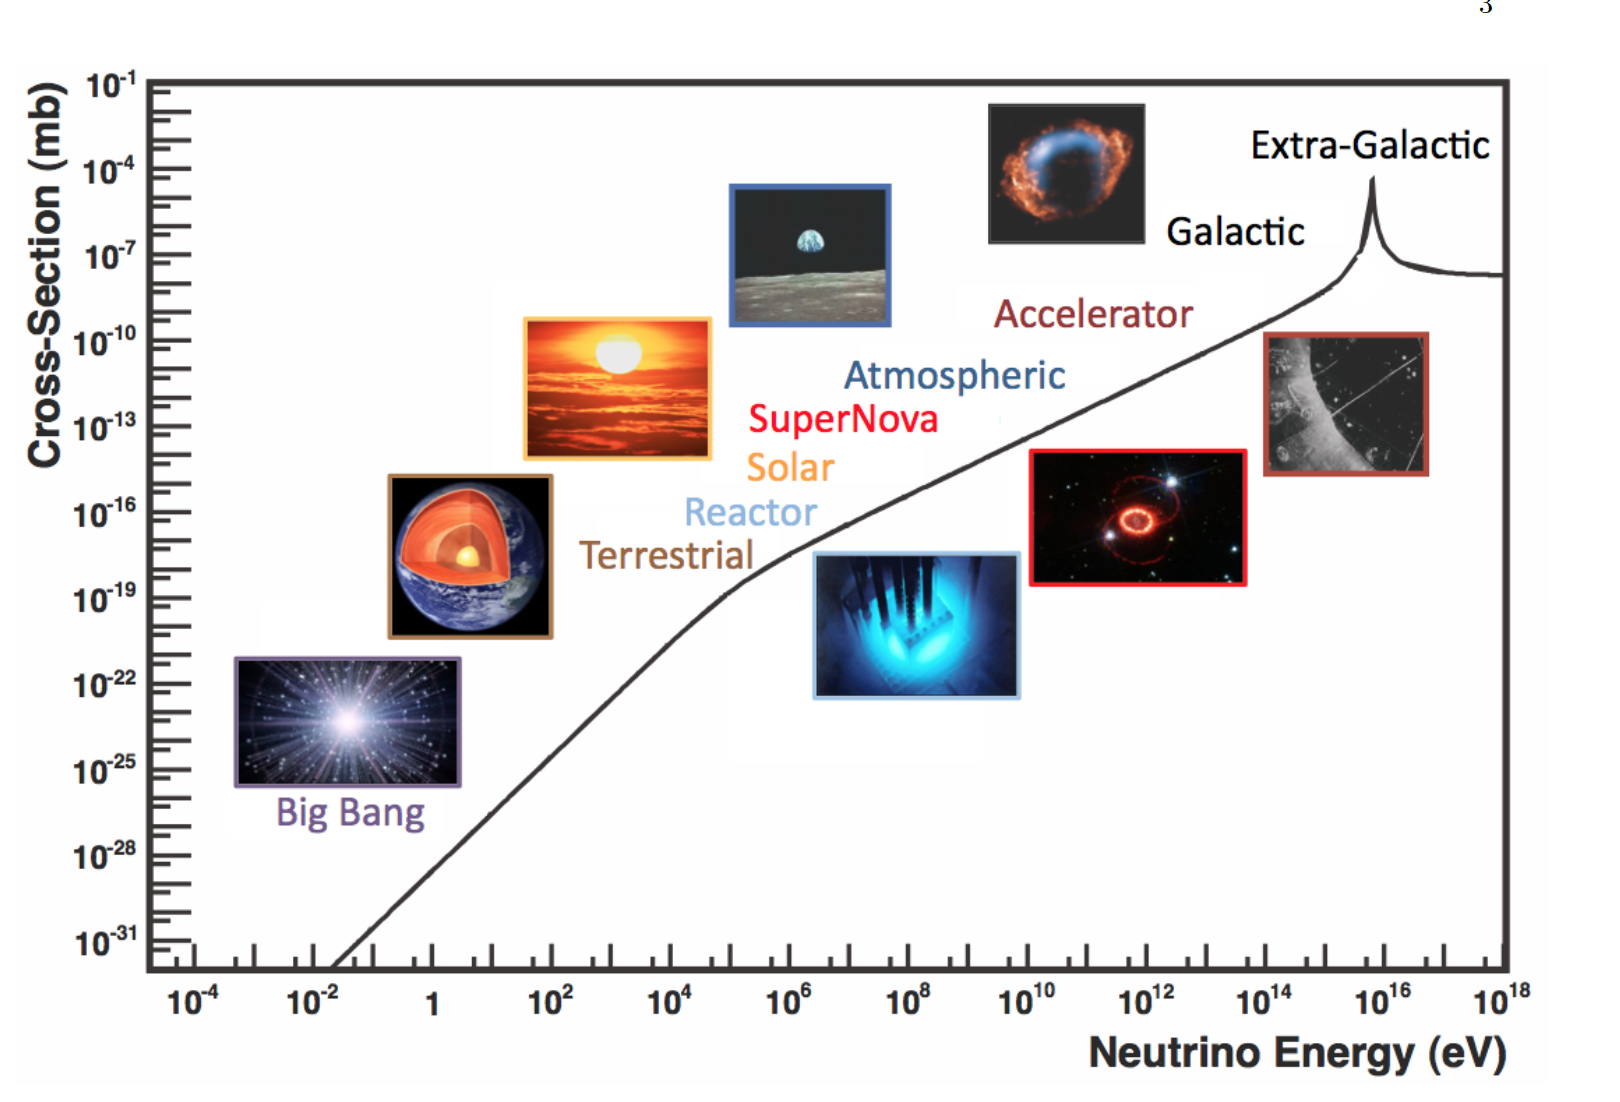 3
Cross-Section (mb)
10-1
10-4
10-7
10-10
10-13
10-16
10-19
10-22
10-25
10-28
10-31
Extra-Galactic
Galactic
Accelerator
Atmospheric
SuperNova
Solar
Reactor
Terrestrial
Big Bang
10-4 10-2 1 102 104 106 108 1010 1012 1014 1016 1018
Neutrino Energy (eV)